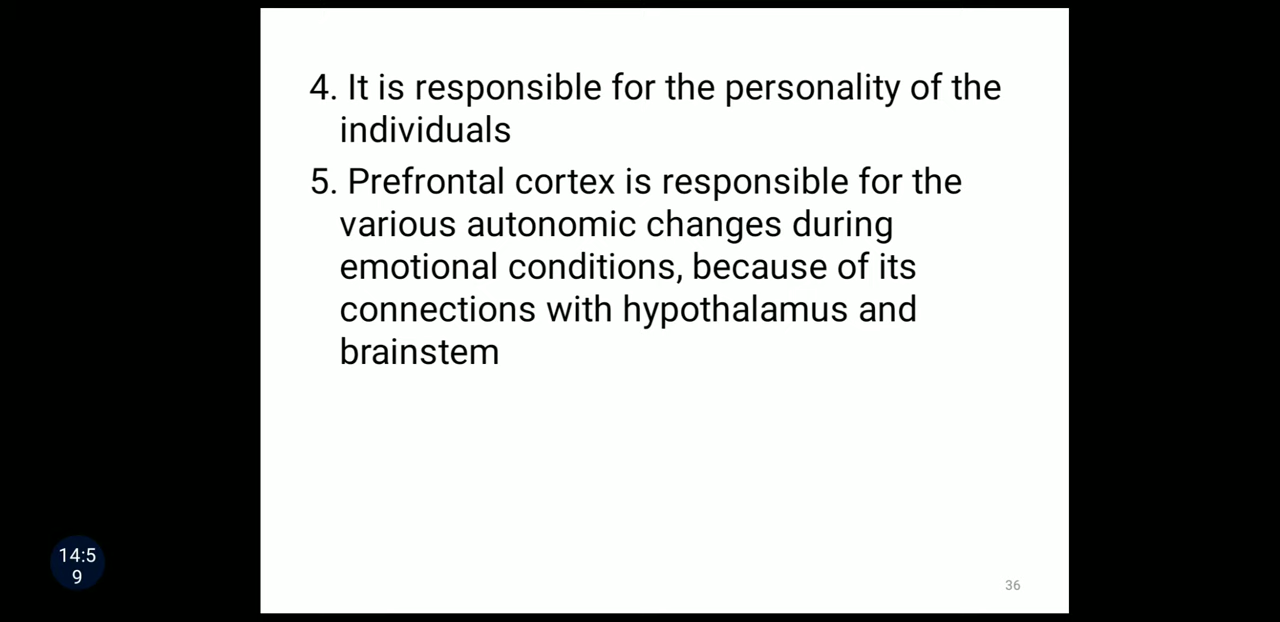 4. It is responsible for the personality of the
individuals
5. Prefrontal cortex is responsible for the
various autonomic changes during
emotional conditions, because of its
connections with hypothalamus and
brainstem
14:5
9
36